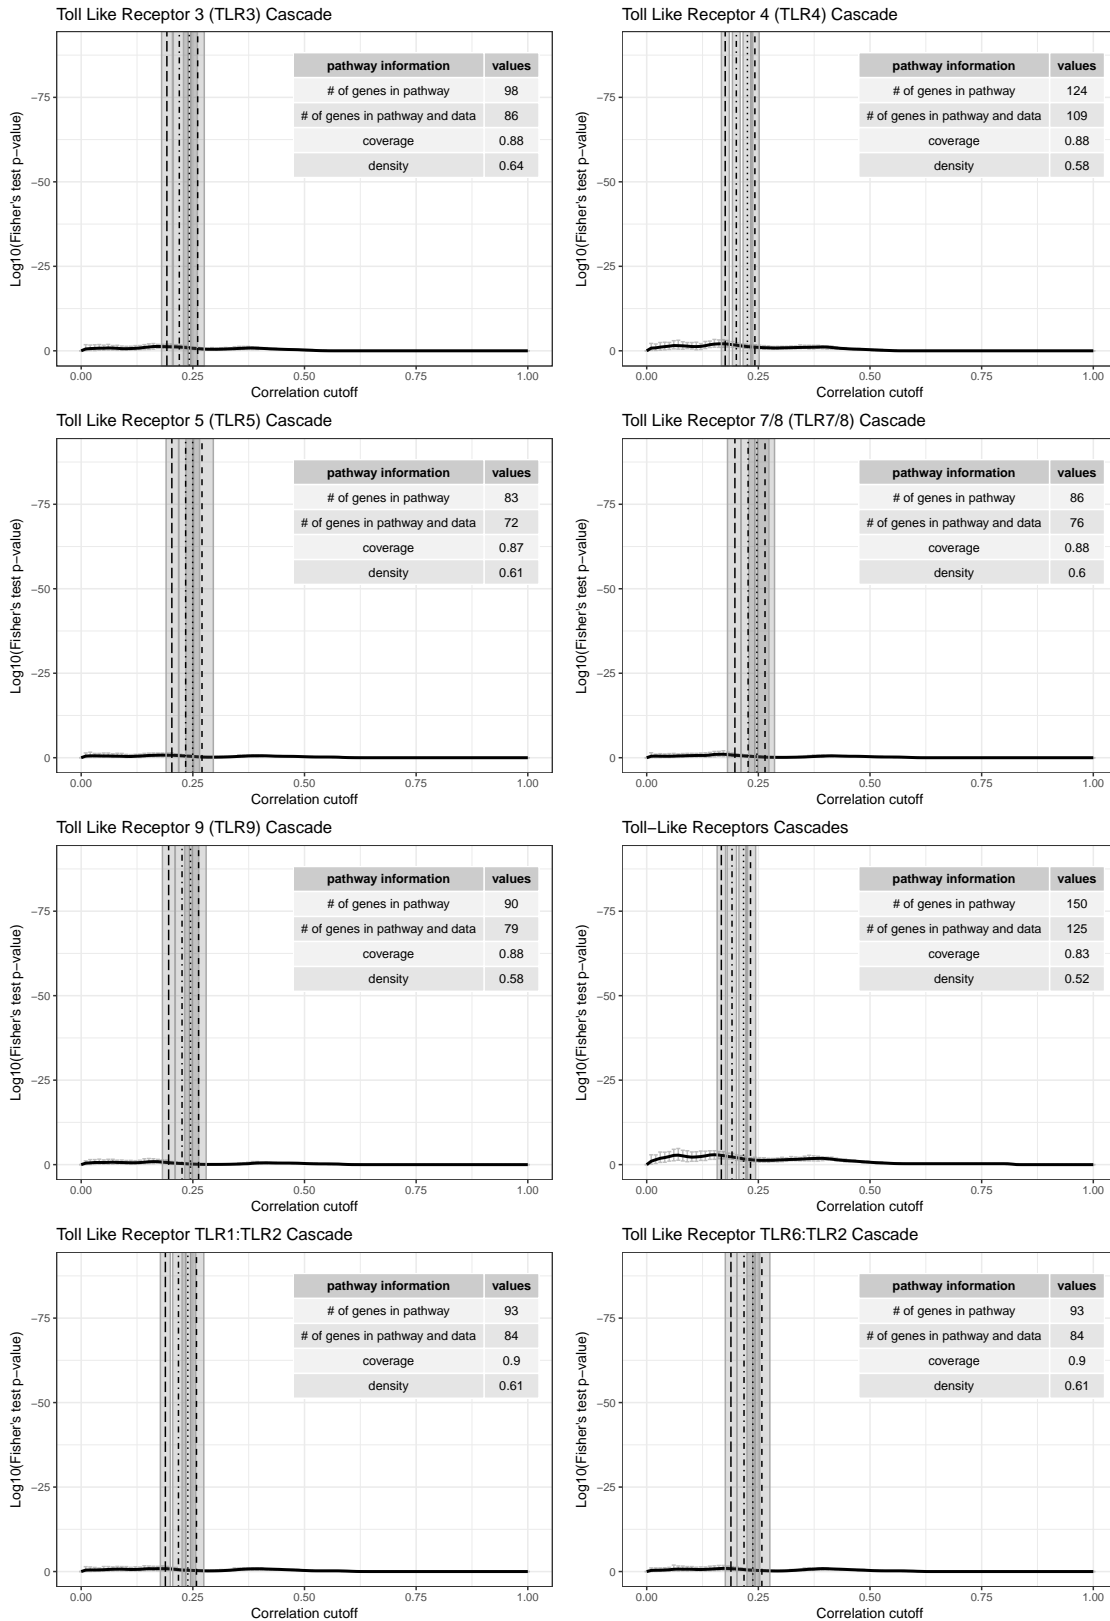 Toll Like Receptor 3 (TLR3) Cascade
Log10(Fisher's test p−value)
−75
−50
−25
0
pathway information values
# of genes in pathway 98
# of genes in pathway and data 86
coverage 0.88
density 0.64
0.00 0.25 0.50 0.75 1.00
Correlation cutoff
Toll Like Receptor 4 (TLR4) Cascade
Log10(Fisher's test p−value)
−75
−50
−25
0
pathway information values
# of genes in pathway 124
# of genes in pathway and data 109
coverage 0.88
density 0.58
0.00 0.25 0.50 0.75 1.00
Correlation cutoff
Toll Like Receptor 5 (TLR5) Cascade
Log10(Fisher's test p−value)
−75
−50
−25
0
pathway information values
# of genes in pathway 83
# of genes in pathway and data 72
coverage 0.87
density 0.61
0.00 0.25 0.50 0.75 1.00
Correlation cutoff
Toll Like Receptor 7/8 (TLR7/8) Cascade
Log10(Fisher's test p−value)
−75
−50
−25
0
pathway information values
# of genes in pathway 86
# of genes in pathway and data 76
coverage 0.88
density 0.6
0.00 0.25 0.50 0.75 1.00
Correlation cutoff
Toll Like Receptor 9 (TLR9) Cascade
Log10(Fisher's test p−value)
−75
−50
−25
0
pathway information values
# of genes in pathway 90
# of genes in pathway and data 79
coverage 0.88
density 0.58
0.00 0.25 0.50 0.75 1.00
Correlation cutoff
Toll−Like Receptors Cascades
Log10(Fisher's test p−value)
−75
−50
−25
0
pathway information values
# of genes in pathway 150
# of genes in pathway and data 125
coverage 0.83
density 0.52
0.00 0.25 0.50 0.75 1.00
Correlation cutoff
Toll Like Receptor TLR1:TLR2 Cascade
Log10(Fisher's test p−value)
−75
−50
−25
0
pathway information values
# of genes in pathway 93
# of genes in pathway and data 84
coverage 0.9
density 0.61
0.00 0.25 0.50 0.75 1.00
Correlation cutoff
Toll Like Receptor TLR6:TLR2 Cascade
Log10(Fisher's test p−value)
−75
−50
−25
0
pathway information values
# of genes in pathway 93
# of genes in pathway and data 84
coverage 0.9
density 0.61
0.00 0.25 0.50 0.75 1.00
Correlation cutoff